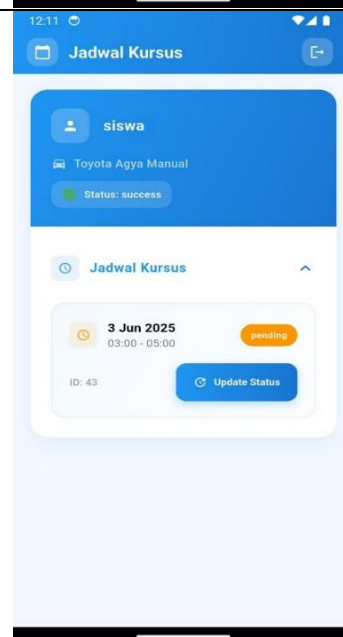 12:11
Jadwal Kursus
siswa
Toyota Agya Manual
Status: success
Jadwal Kursus
3 Jun 2025
03:00 - 05:00
pending
ID: 43
Update Status